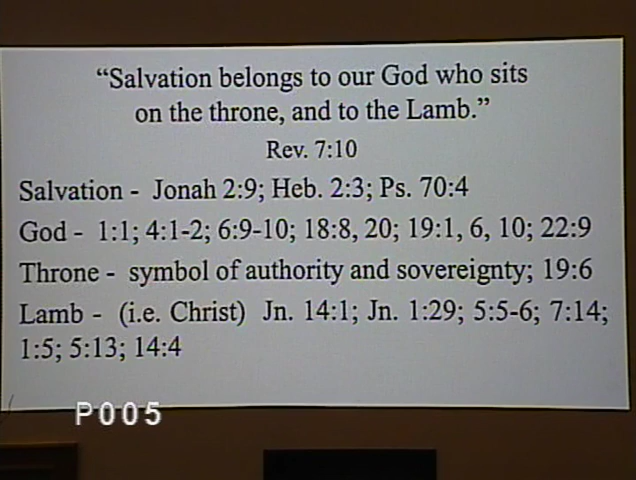 “Salvation belongs to our God who sits
on the throne, and to the Lamb.”
Rev. 7:10
Salvation - Jonah 2:9; Heb. 2:3; Ps. 70:4
God - 1:1; 4:1-2; 6:9-10; 18:8, 20; 19:1, 6, 10; 22:9
Throne - symbol of authority and sovereignty; 19:6
Lamb - (i.e. Christ) Jn. 14:1; Jn. 1:29; 5:5-6; 7:14;
1:5; 5:13; 14:4
P005